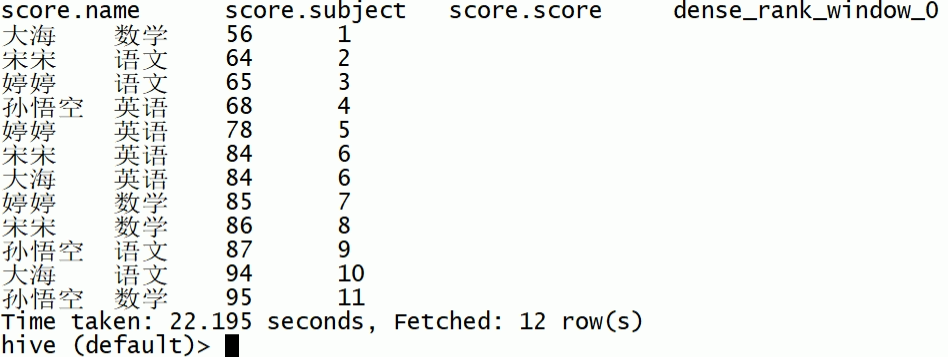 score.name score.subject score.score dense_rank_window_0
大海 数学 56 1
宋宋 语文 64 2
婷婷 语文 65 3
孙悟空 英语 68 4
婷婷 英语 78 5
宋宋 英语 84 6
大海 英语 84 6
婷婷 数学 85 7
宋宋 数学 86 8
孙悟空 语文 87 9
大海 语文 94 10
孙悟空 数学 95 11
Time taken: 22.195 seconds, Fetched: 12 row(s)
hive (default)>